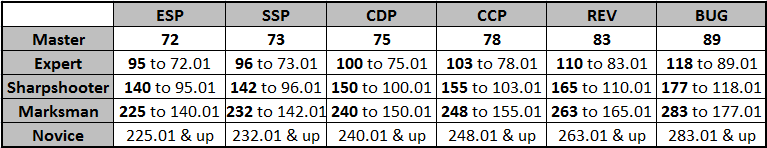 ESP SSP CDP CCP REV BUG
Master 72 73 75 78 83 89
Expert 95 to 72.01 96 to 73.01 100 to 75.01 103 to 78.01 110 to 83.01 118 to 89.01
Sharpshooter 140 to 95.01 142 to 96.01 150 to 100.01 155 to 103.01 165 to 110.01 177 to 118.01
Marksman 225 to 140.01 232 to 142.01 240 to 150.01 248 to 155.01 263 to 165.01 283 to 177.01
Novice 225.01 & up 232.01 & up 240.01 & up 248.01 & up 263.01 & up 283.01 & up